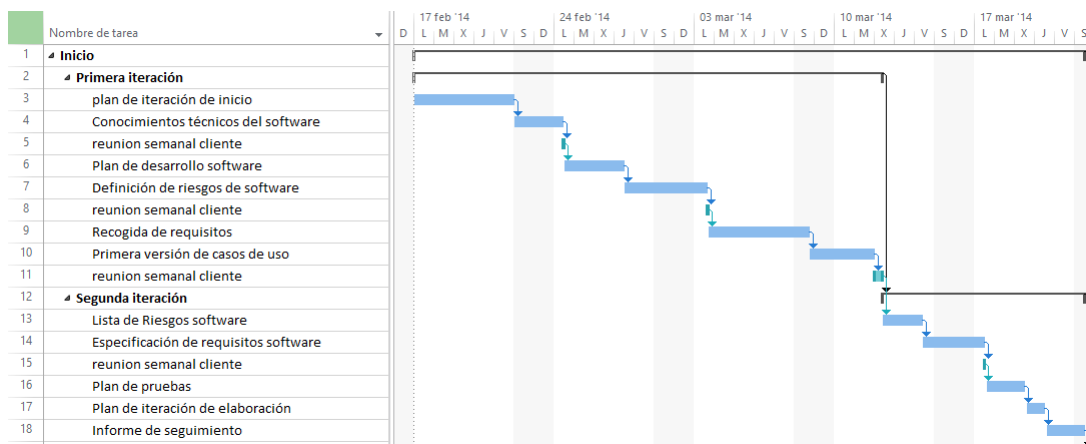 17 feb '14 24 feb '14 03 mar '14 10 mar '14 17 mar '14
Nombre de tarea D L M X J V S D L M X J V S D L M X J V S D L M X J V S D L M X J V S
1 Inicio
2 Primera iteración
3 plan de iteración de inicio
4 Conocimientos técnicos del software
5 reunion semanal cliente
6 Plan de desarrollo software
7 Definición de riesgos de software
8 reunion semanal cliente
9 Recogida de requisitos
10 Primera versión de casos de uso
11 reunion semanal cliente
12 Segunda iteración
13 Lista de Riesgos software
14 Especificación de requisitos software
15 reunion semanal cliente
16 Plan de pruebas
17 Plan de iteración de elaboración
18 Informe de seguimiento